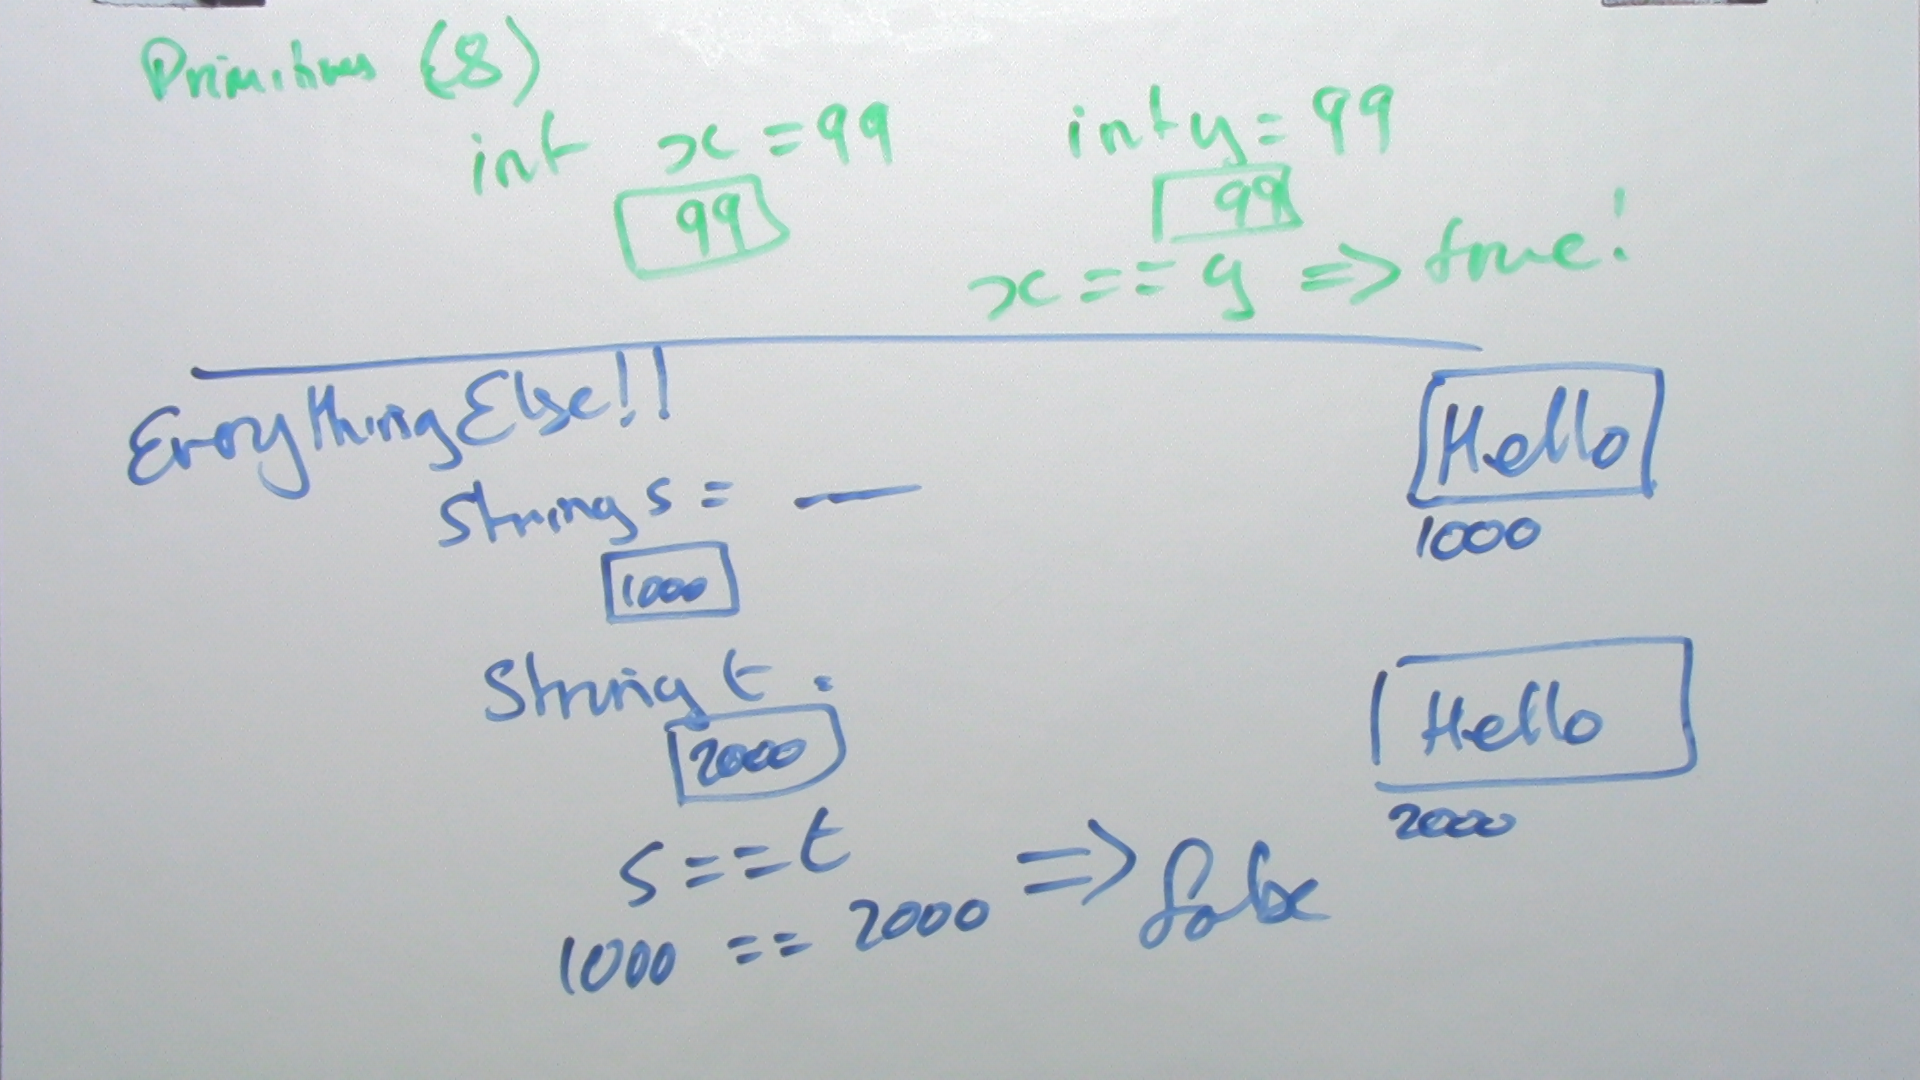 Primitives (8)
int x = 99 int y = 99
99 99
x == y => true!
Everything Else!!
String s = — Hello
1000
1000
String t . Hello
2000
2000
s == t
1000 == 2000 => false